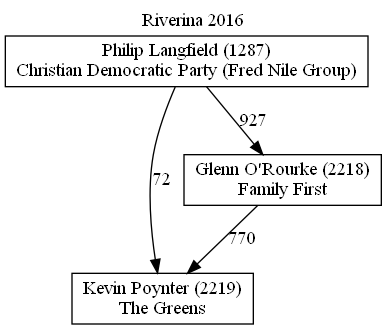 Riverina 2016
Philip Langfield (1287)
Christian Democratic Party (Fred Nile Group)
927
72
Glenn O'Rourke (2218)
Family First
770
Kevin Poynter (2219)
The Greens